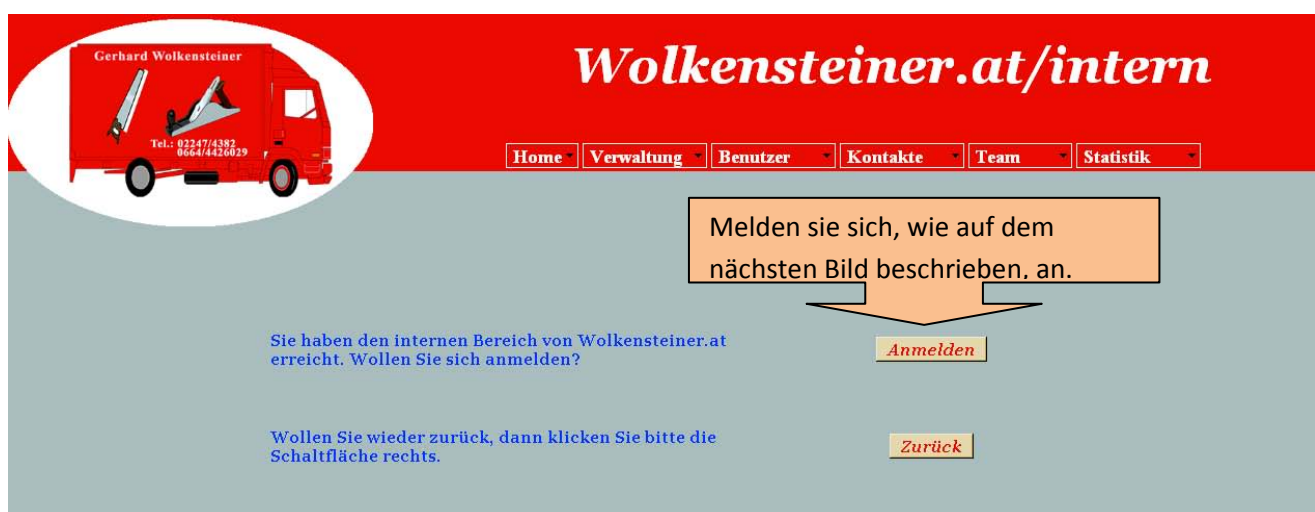 Gerhard Wolkensteiner
Tel.: 02247/4382
0664/4426029
Wolkensteiner.at/intern
Home Verwaltung Benutzer Kontakte Team Statistik
Melden sie sich, wie auf dem
nächsten Bild beschrieben, an.
Sie haben den internen Bereich von Wolkensteiner.at
erreicht. Wollen Sie sich anmelden?
Anmelden
Wollen Sie wieder zurück, dann klicken Sie bitte die
Schaltfläche rechts.
Zurück